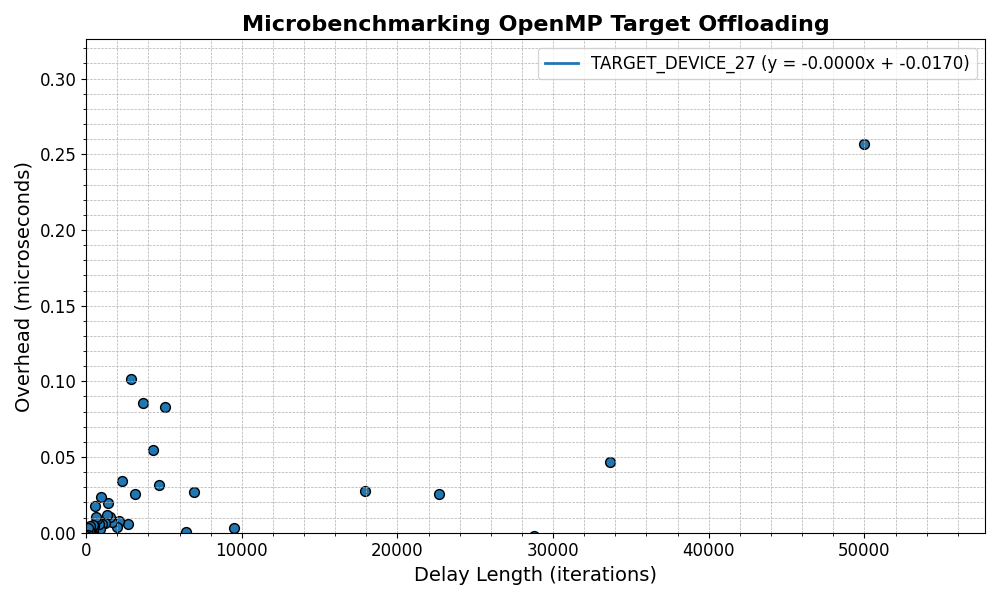 Microbenchmarking OpenMP Target Offloading
TARGET_DEVICE_27 (y = -0.0000x + -0.0170)
Overhead (microseconds)
0.30
0.25
0.20
0.15
0.10
0.05
0.00
0 10000 20000 30000 40000 50000
Delay Length (iterations)